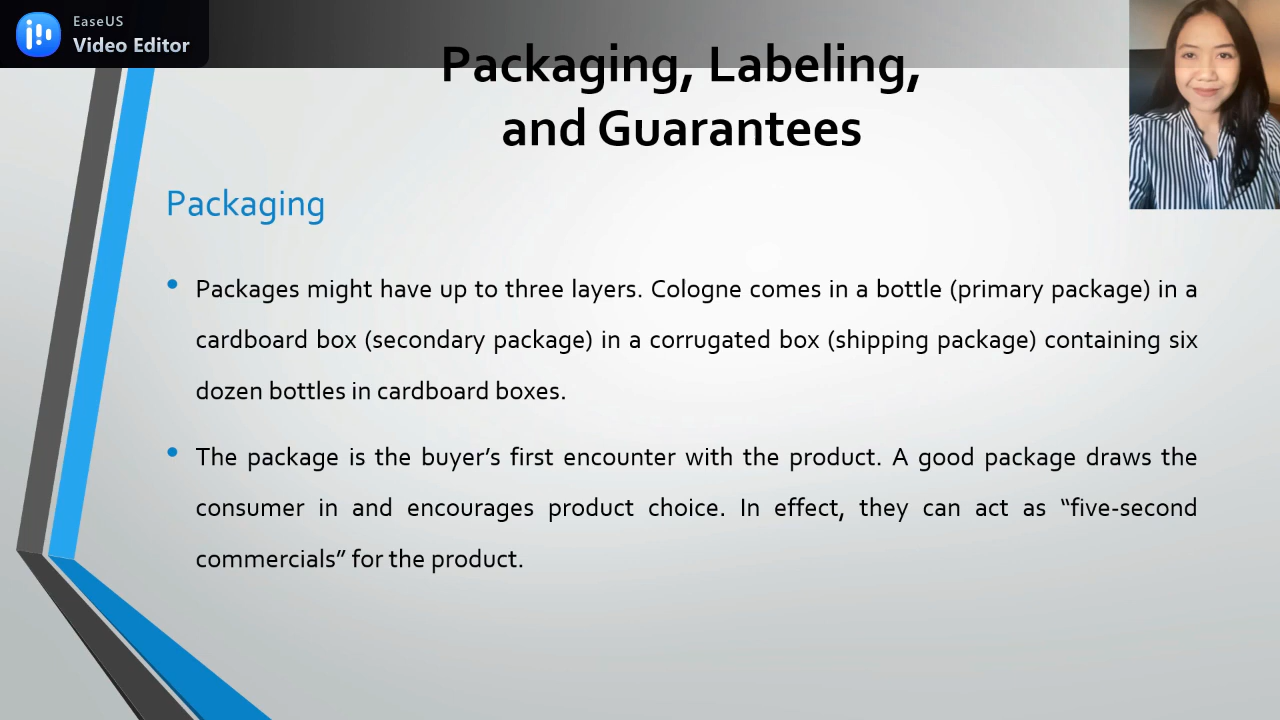 EaseUS
Video Editor
Packaging, Labeling,
and Guarantees
Packaging
• Packages might have up to three layers. Cologne comes in a bottle (primary package) in a
cardboard box (secondary package) in a corrugated box (shipping package) containing six
dozen bottles in cardboard boxes.
• The package is the buyer’s first encounter with the product. A good package draws the
consumer in and encourages product choice. In effect, they can act as “five-second
commercials” for the product.